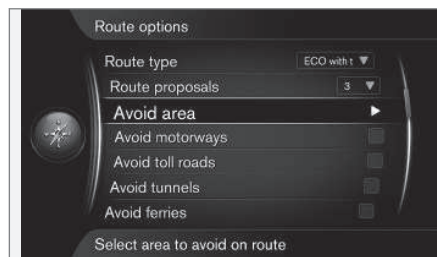 Route options
Route type ECO with t
Route proposals 3
Avoid area
Avoid motorways
Avoid toll roads
Avoid tunnels
Avoid ferries
Select area to avoid on route